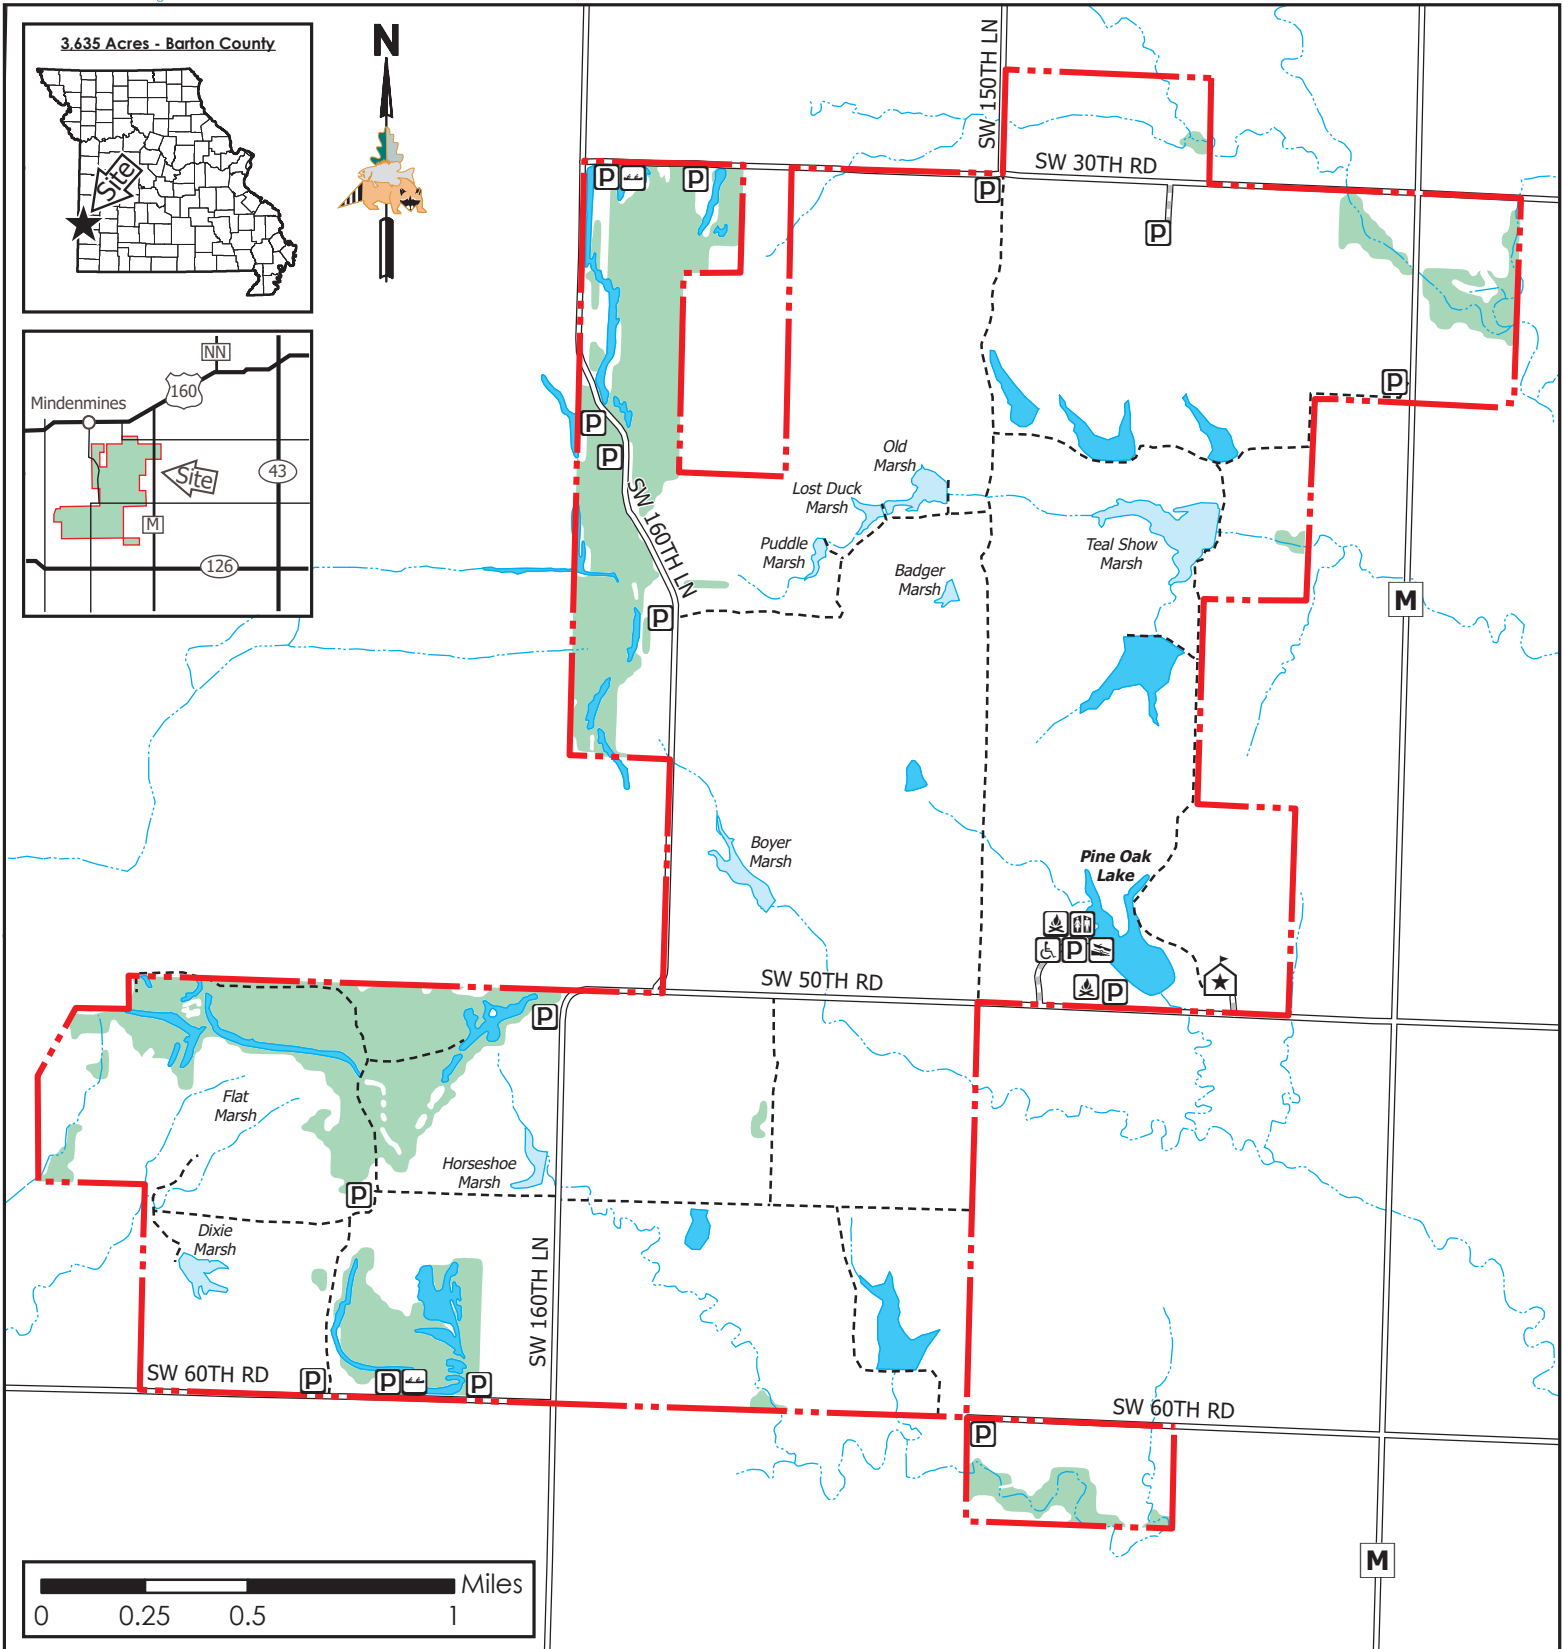 3,635 Acres - Barton County
Site
N
NN
160
Mindenmines
Site
43
M
126
SW 150TH LN
SW 30TH RD
P
P
P
P
P
P
P
Old
Marsh
Lost Duck
Marsh
SW 160TH LN
Puddle
Marsh
Badger
Marsh
Teal Show
Marsh
M
P
Boyer
Marsh
Pine Oak
Lake
P
P
SW 50TH RD
P
Flat
Marsh
Horseshoe
Marsh
P
Dixie
Marsh
SW 160TH LN
SW 60TH RD
P
P
P
SW 60TH RD
P
M
Miles
0 0.25 0.5 1